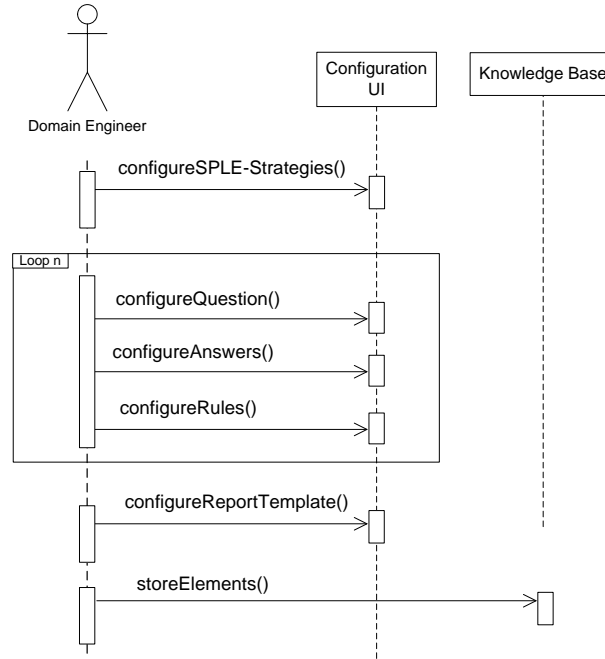 Configuration
UI
Knowledge Base
Domain Engineer
configureSPLE-Strategies()
Loop n
configureQuestion()
configureAnswers()
configureRules()
configureReportTemplate()
storeElements()